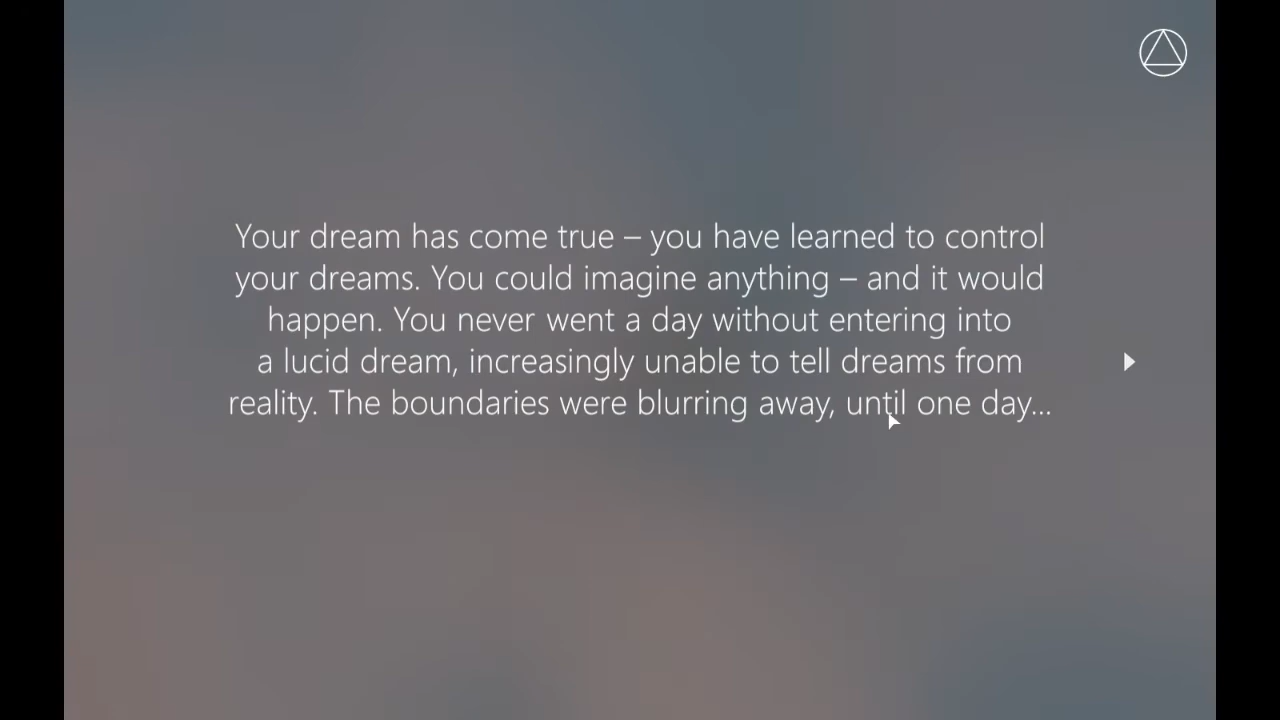 Your dream has come true – you have learned to control
your dreams. You could imagine anything – and it would
happen. You never went a day without entering into
a lucid dream, increasingly unable to tell dreams from
reality. The boundaries were blurring away, until one day...